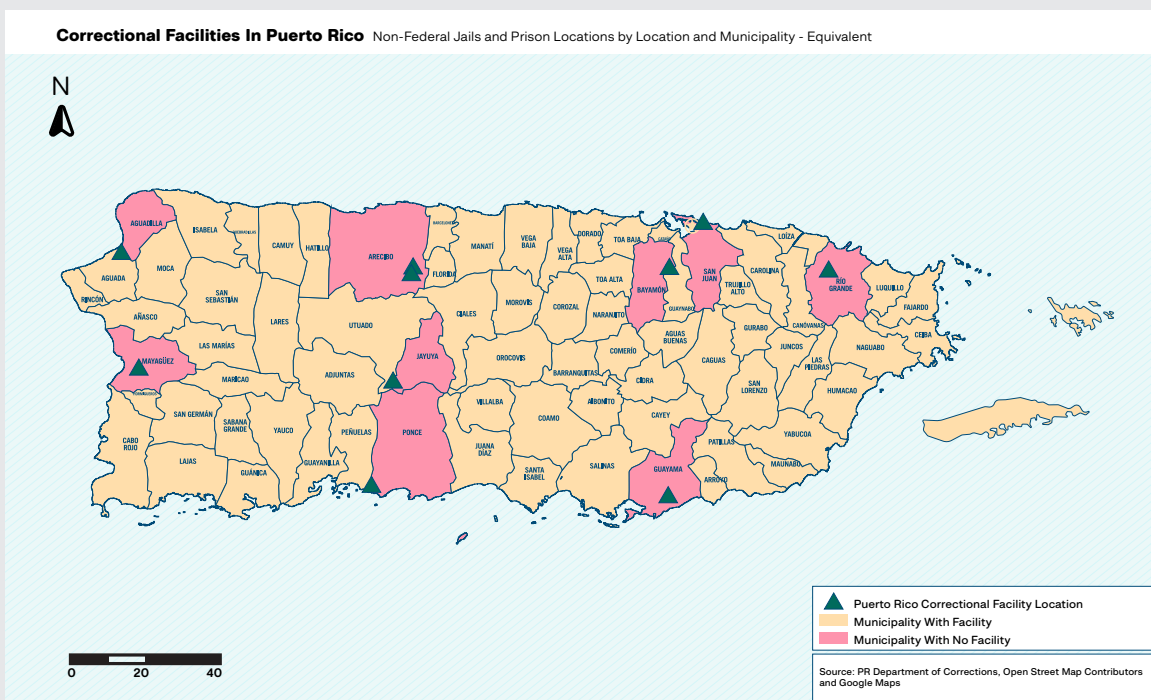 Correctional Facilities In Puerto Rico Non-Federal Jails and Prison Locations by Location and Municipality - Equivalent
N
AGUADILLA
ISABELA
CAMUY
HATILLO
ARECIBO
FLORIDA
MANATÍ
VEGA
BAJA
VEGA
ALTA
DORADO
TOA BAJA
LOÍZA
AGUADA
MOCA
SAN
SEBASTIÁN
TOA ALTA
BAYAMÓN
SAN
JUAN
TRUJILLO
ALTO
CAROLINA
RÍO
GRANDE
LUQUILLO
FAJARDO
RINCÓN
AÑASCO
LARES
UTUADO
CIALES
MOROVÍS
COROZAL
NARANJITO
GUAYNABO
AGUAS
BUENAS
GURABO
CANÓVANAS
CEIBA
MAYAGÜEZ
LAS MARÍAS
JAYUYA
OROCOVIS
COMERÍO
CAGUAS
JUNCOS
LAS
PIEDRAS
NAGUABO
MARICAO
ADJUNTAS
BARRANQUITAS
CIDRA
SAN
LORENZO
HUMACAO
SAN GERMÁN
SABANA
GRANDE
YAUCO
PEÑUELAS
PONCE
VILLALBA
COAMO
AIBONITO
CAYEY
YABUCOA
CABO
ROJO
LAJAS
GUÁNICA
GUAYANILLA
JUANA
DÍAZ
SANTA
ISABEL
SALINAS
GUAYAMA
PATILLAS
ARROYO
MAUNABO
Puerto Rico Correctional Facility Location
Municipality With Facility
Municipality With No Facility
Source: PR Department of Corrections, Open Street Map Contributors
and Google Maps
0 20 40